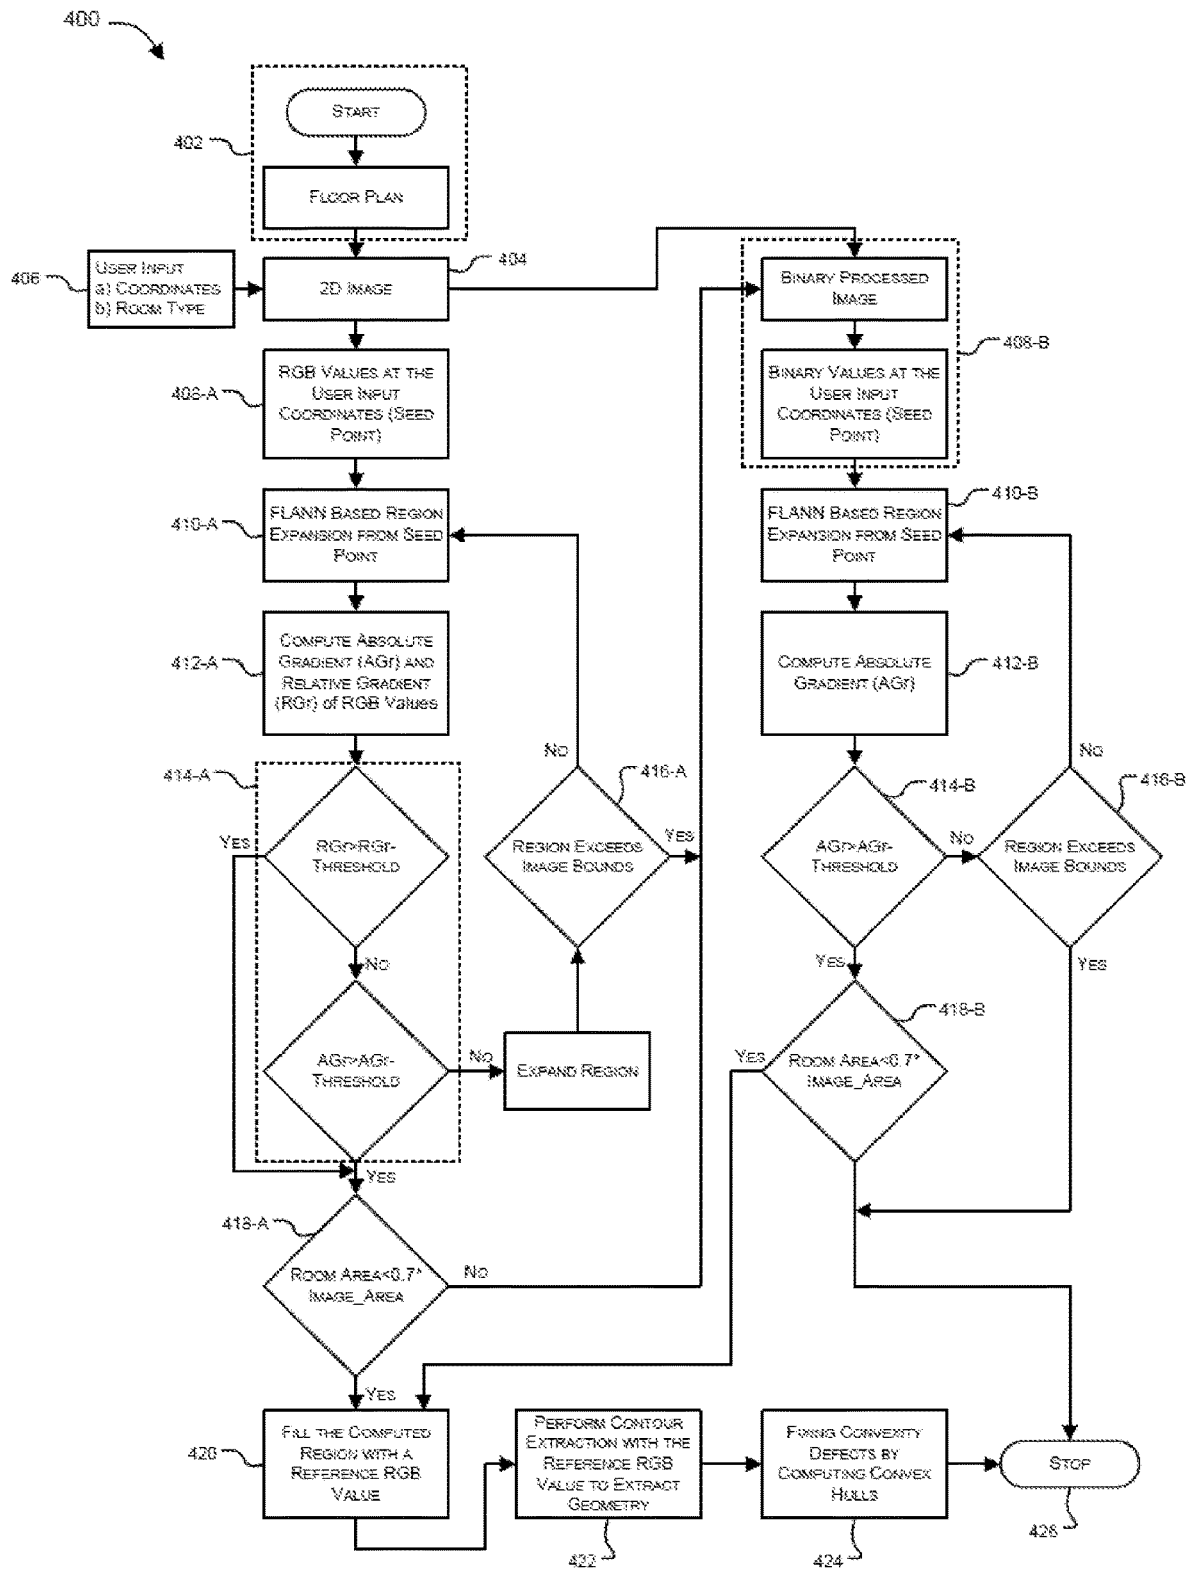 400
START
402
FLOOR PLAN
404
406
USER INPUT
a) COORDINATES
b) ROOM TYPE
2D IMAGE
BINARY PROCESSED
IMAGE
408-B
408-A
RGB VALUES AT THE
USER INPUT
COORDINATES (SEED
POINT)
BINARY VALUES AT THE
USER INPUT
COORDINATES (SEED
POINT)
410-A
FLANN BASED REGION
EXPANSION FROM SEED
POINT
410-B
FLANN BASED REGION
EXPANSION FROM SEED
POINT
412-A
COMPUTE ABSOLUTE
GRADIENT (AGr) AND
RELATIVE GRADIENT
(RGr) of RGB Values
COMPUTE ABSOLUTE
GRADIENT (AGr)
412-B
414-A
NO
416-A
414-B
NO
416-B
YES
RGr>RGr-
THRESHOLD
REGION EXCEEDS
IMAGE BOUNDS
YES
AGr>AGr-
THRESHOLD
NO
REGION EXCEEDS
IMAGE BOUNDS
NO
YES
YES
418-B
AGr>AGr-
THRESHOLD
NO
EXPAND REGION
YES
ROOM AREA<0.7*
IMAGE_AREA
YES
418-A
ROOM AREA<0.7*
IMAGE_AREA
NO
YES
420
FILL THE COMPUTED
REGION WITH A
REFERENCE RGB
VALUE
PERFORM CONTOUR
EXTRACTION WITH THE
REFERENCE RGB
VALUE TO EXTRACT
GEOMETRY
FIXING CONVEXITY
DEFECTS BY
COMPUTING CONVEX
HULLS
STOP
422
424
426